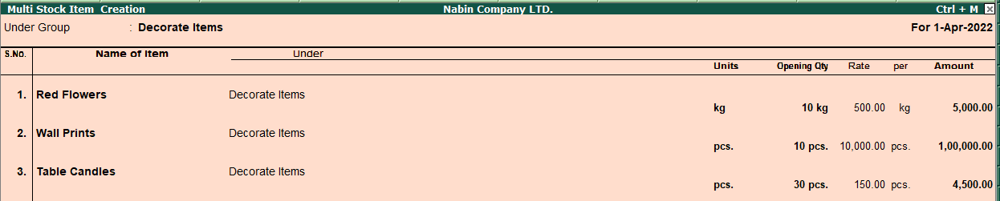 Multi Stock Item Creation Nabin Company LTD. Ctrl + M
Under Group : Decorate Items For 1-Apr-2022
S.No. Name of Item Under
Units Opening Qty Rate per Amount
1. Red Flowers Decorate Items
kg 10 kg 500.00 kg 5,000.00
2. Wall Prints Decorate Items
pcs. 10 pcs. 10,000.00 pcs. 1,00,000.00
3. Table Candles Decorate Items
pcs. 30 pcs. 150.00 pcs. 4,500.00